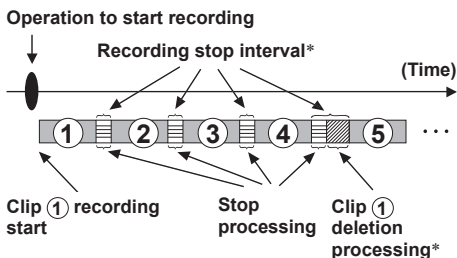 Operation to start recording
Recording stop interval*
(Time)
1 2 3 4 5 ...
Clip ① recording start
Stop processing
Clip ① deletion processing*